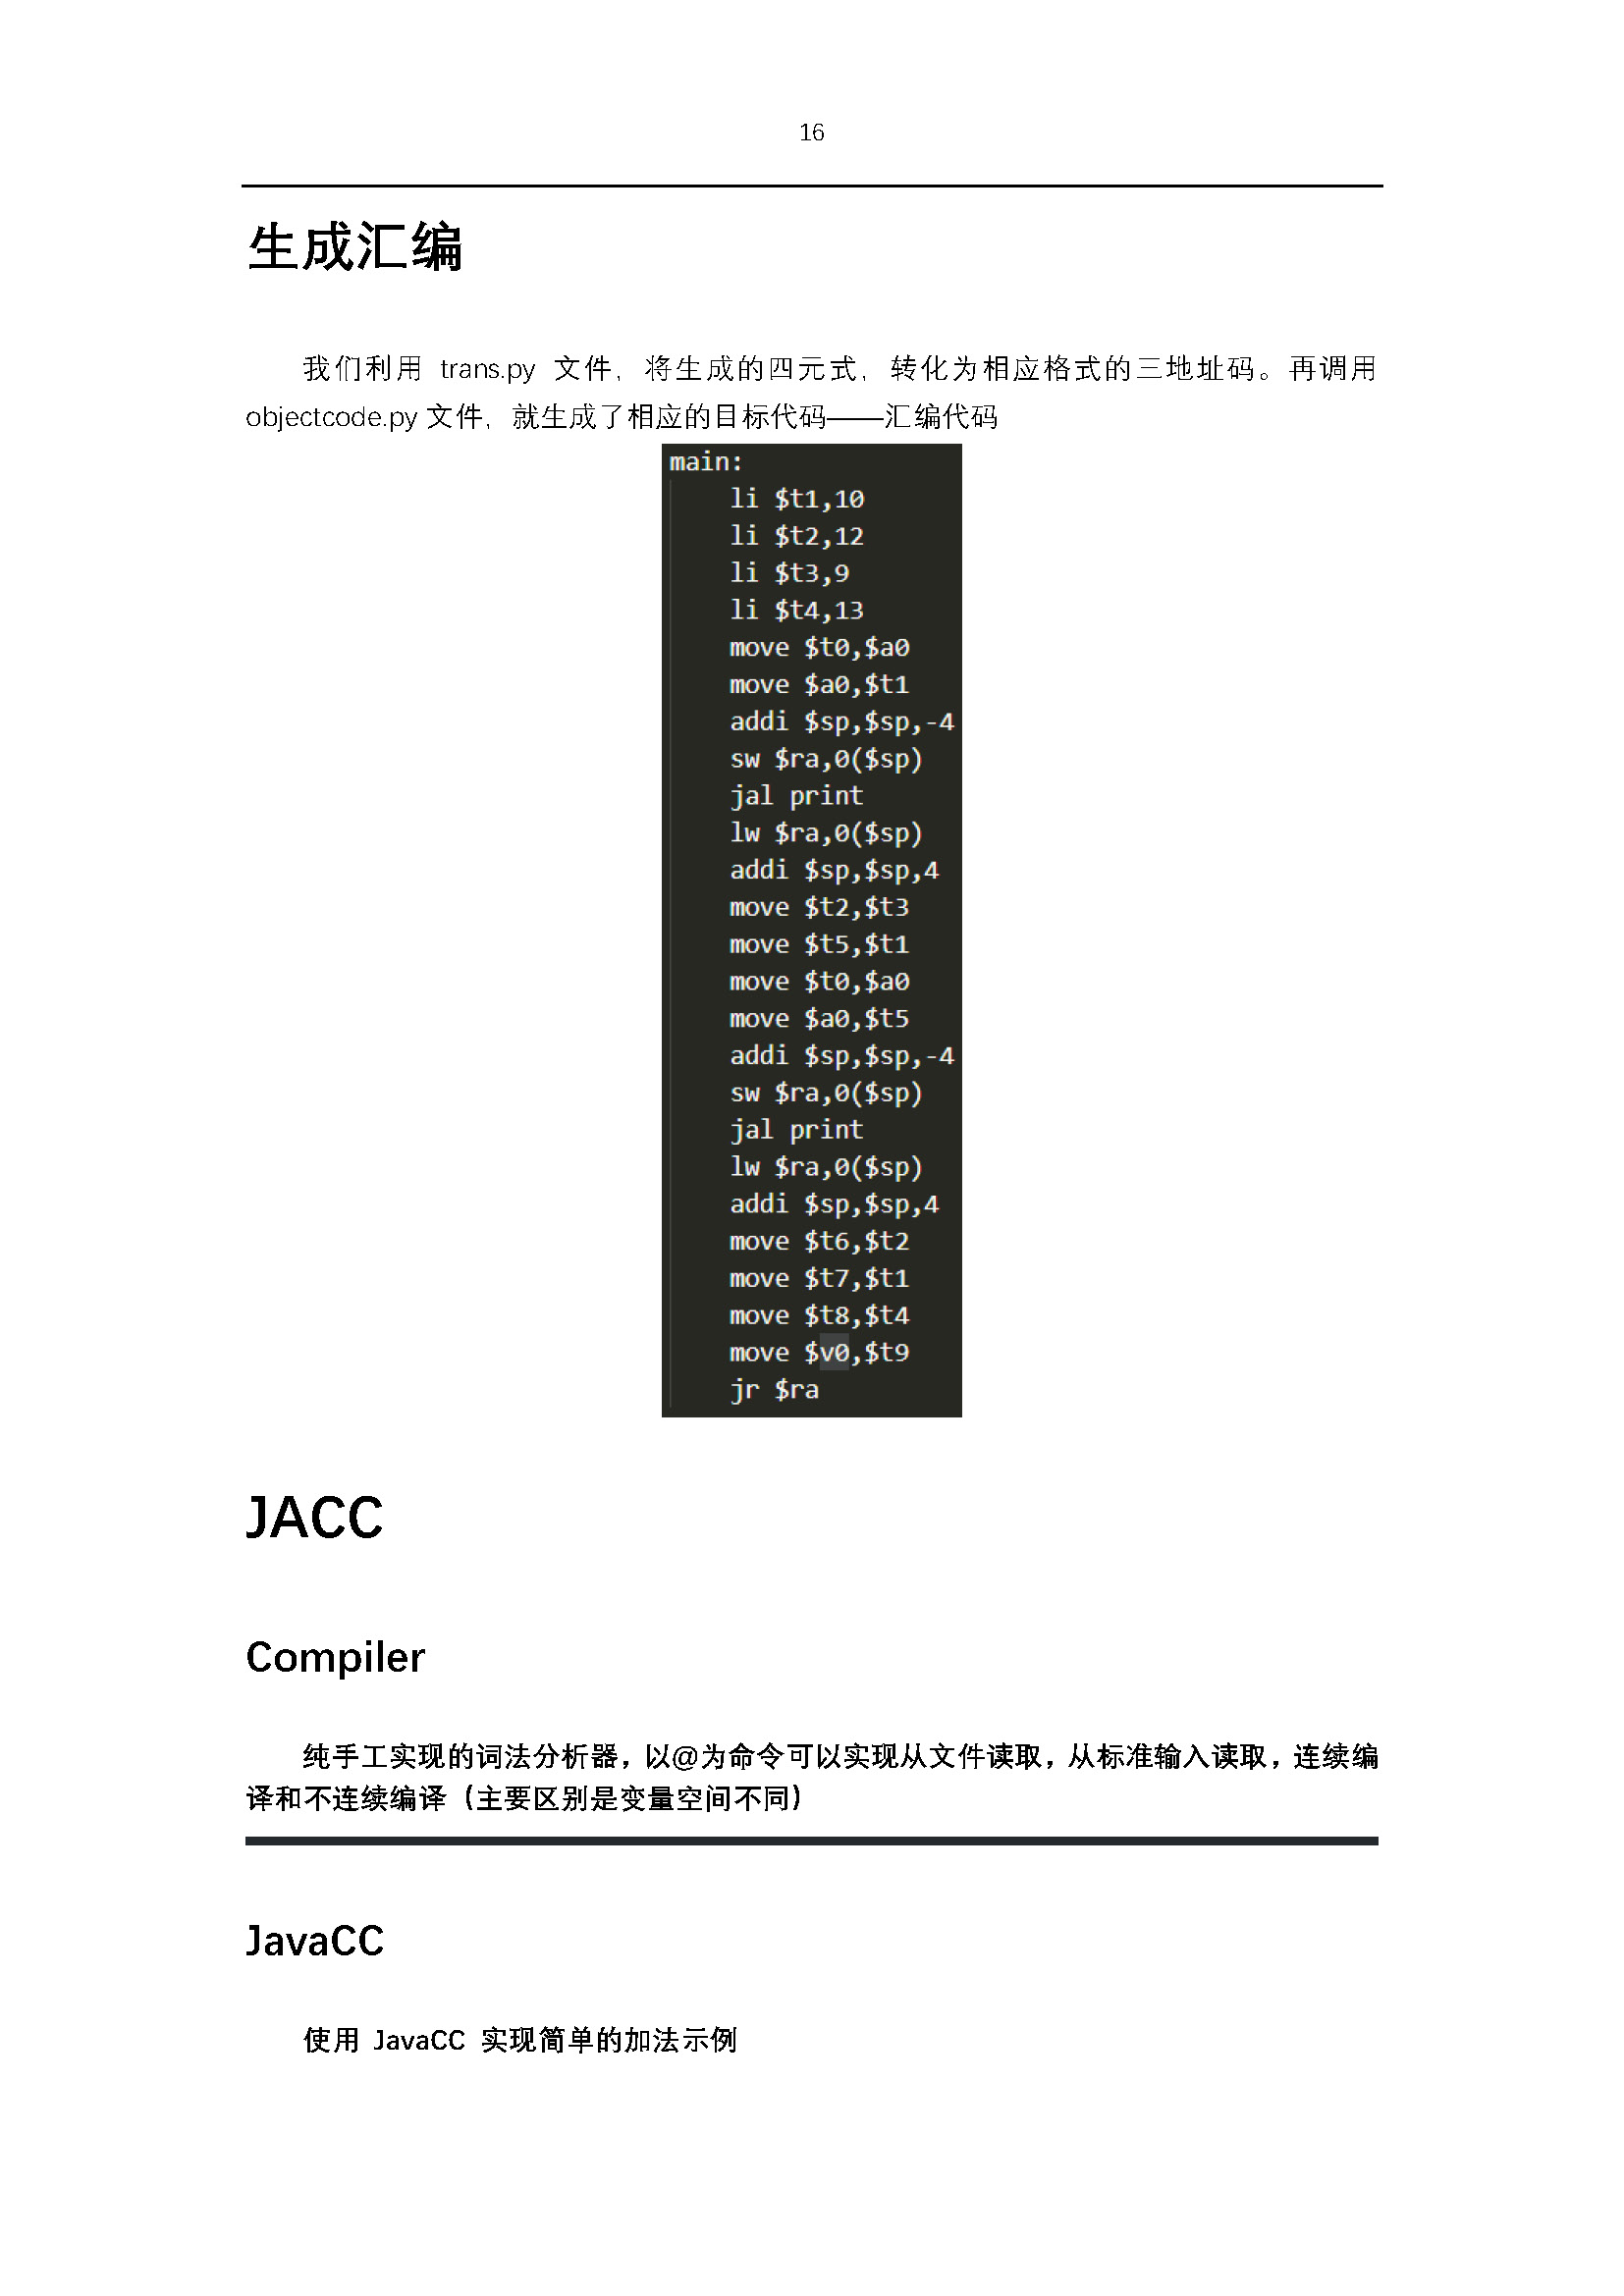 16
生成汇编
我们利用 trans.py 文件，将生成的四元式，转化为相应格式的三地址码。再调用
objectcode.py 文件，就生成了相应的目标代码——汇编代码
main:
li $t1,10
li $t2,12
li $t3,9
li $t4,13
move $t0,$a0
move $a0,$t1
addi $sp,$sp,-4
sw $ra,0($sp)
jal print
lw $ra,0($sp)
addi $sp,$sp,4
move $t2,$t3
move $t5,$t1
move $t0,$a0
move $a0,$t5
addi $sp,$sp,-4
sw $ra,0($sp)
jal print
lw $ra,0($sp)
addi $sp,$sp,4
move $t6,$t2
move $t7,$t1
move $t8,$t4
move $v0,$t9
jr $ra
JACC
Compiler
纯手工实现的词法分析器，以@为命令可以实现从文件读取，从标准输入读取，连续编
译和不连续编译（主要区别是变量空间不同）
JavaCC
使用 JavaCC 实现简单的加法示例